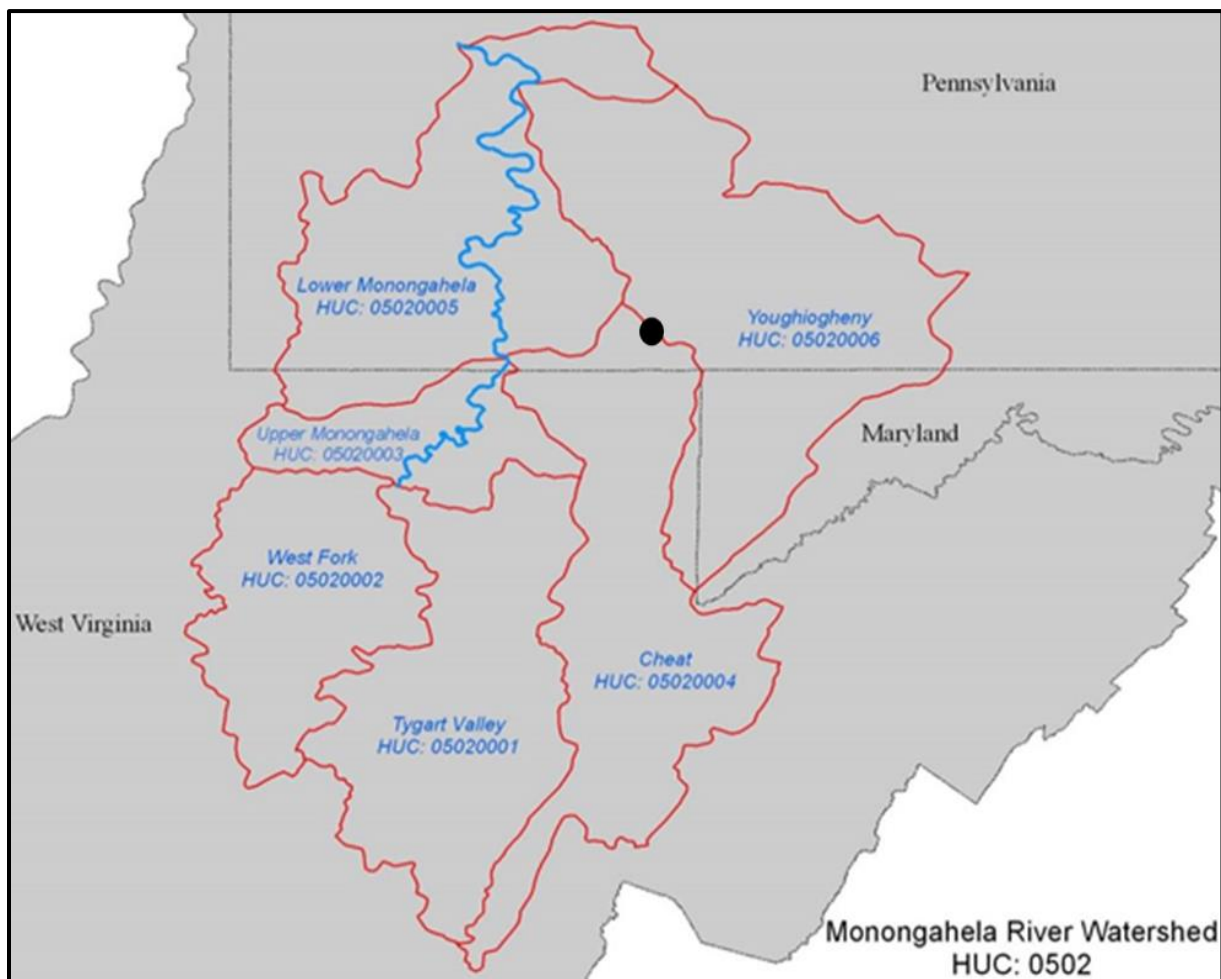 Pennsylvania
Lower Monongahela
HUC: 05020005
Youghiogheny
HUC: 05020006
Upper Monongahela
HUC: 05020003
Maryland
West Fork
HUC: 05020002
West Virginia
Cheat
HUC: 05020004
Tygart Valley
HUC: 05020001
Monongahela River Watershed
HUC: 0502